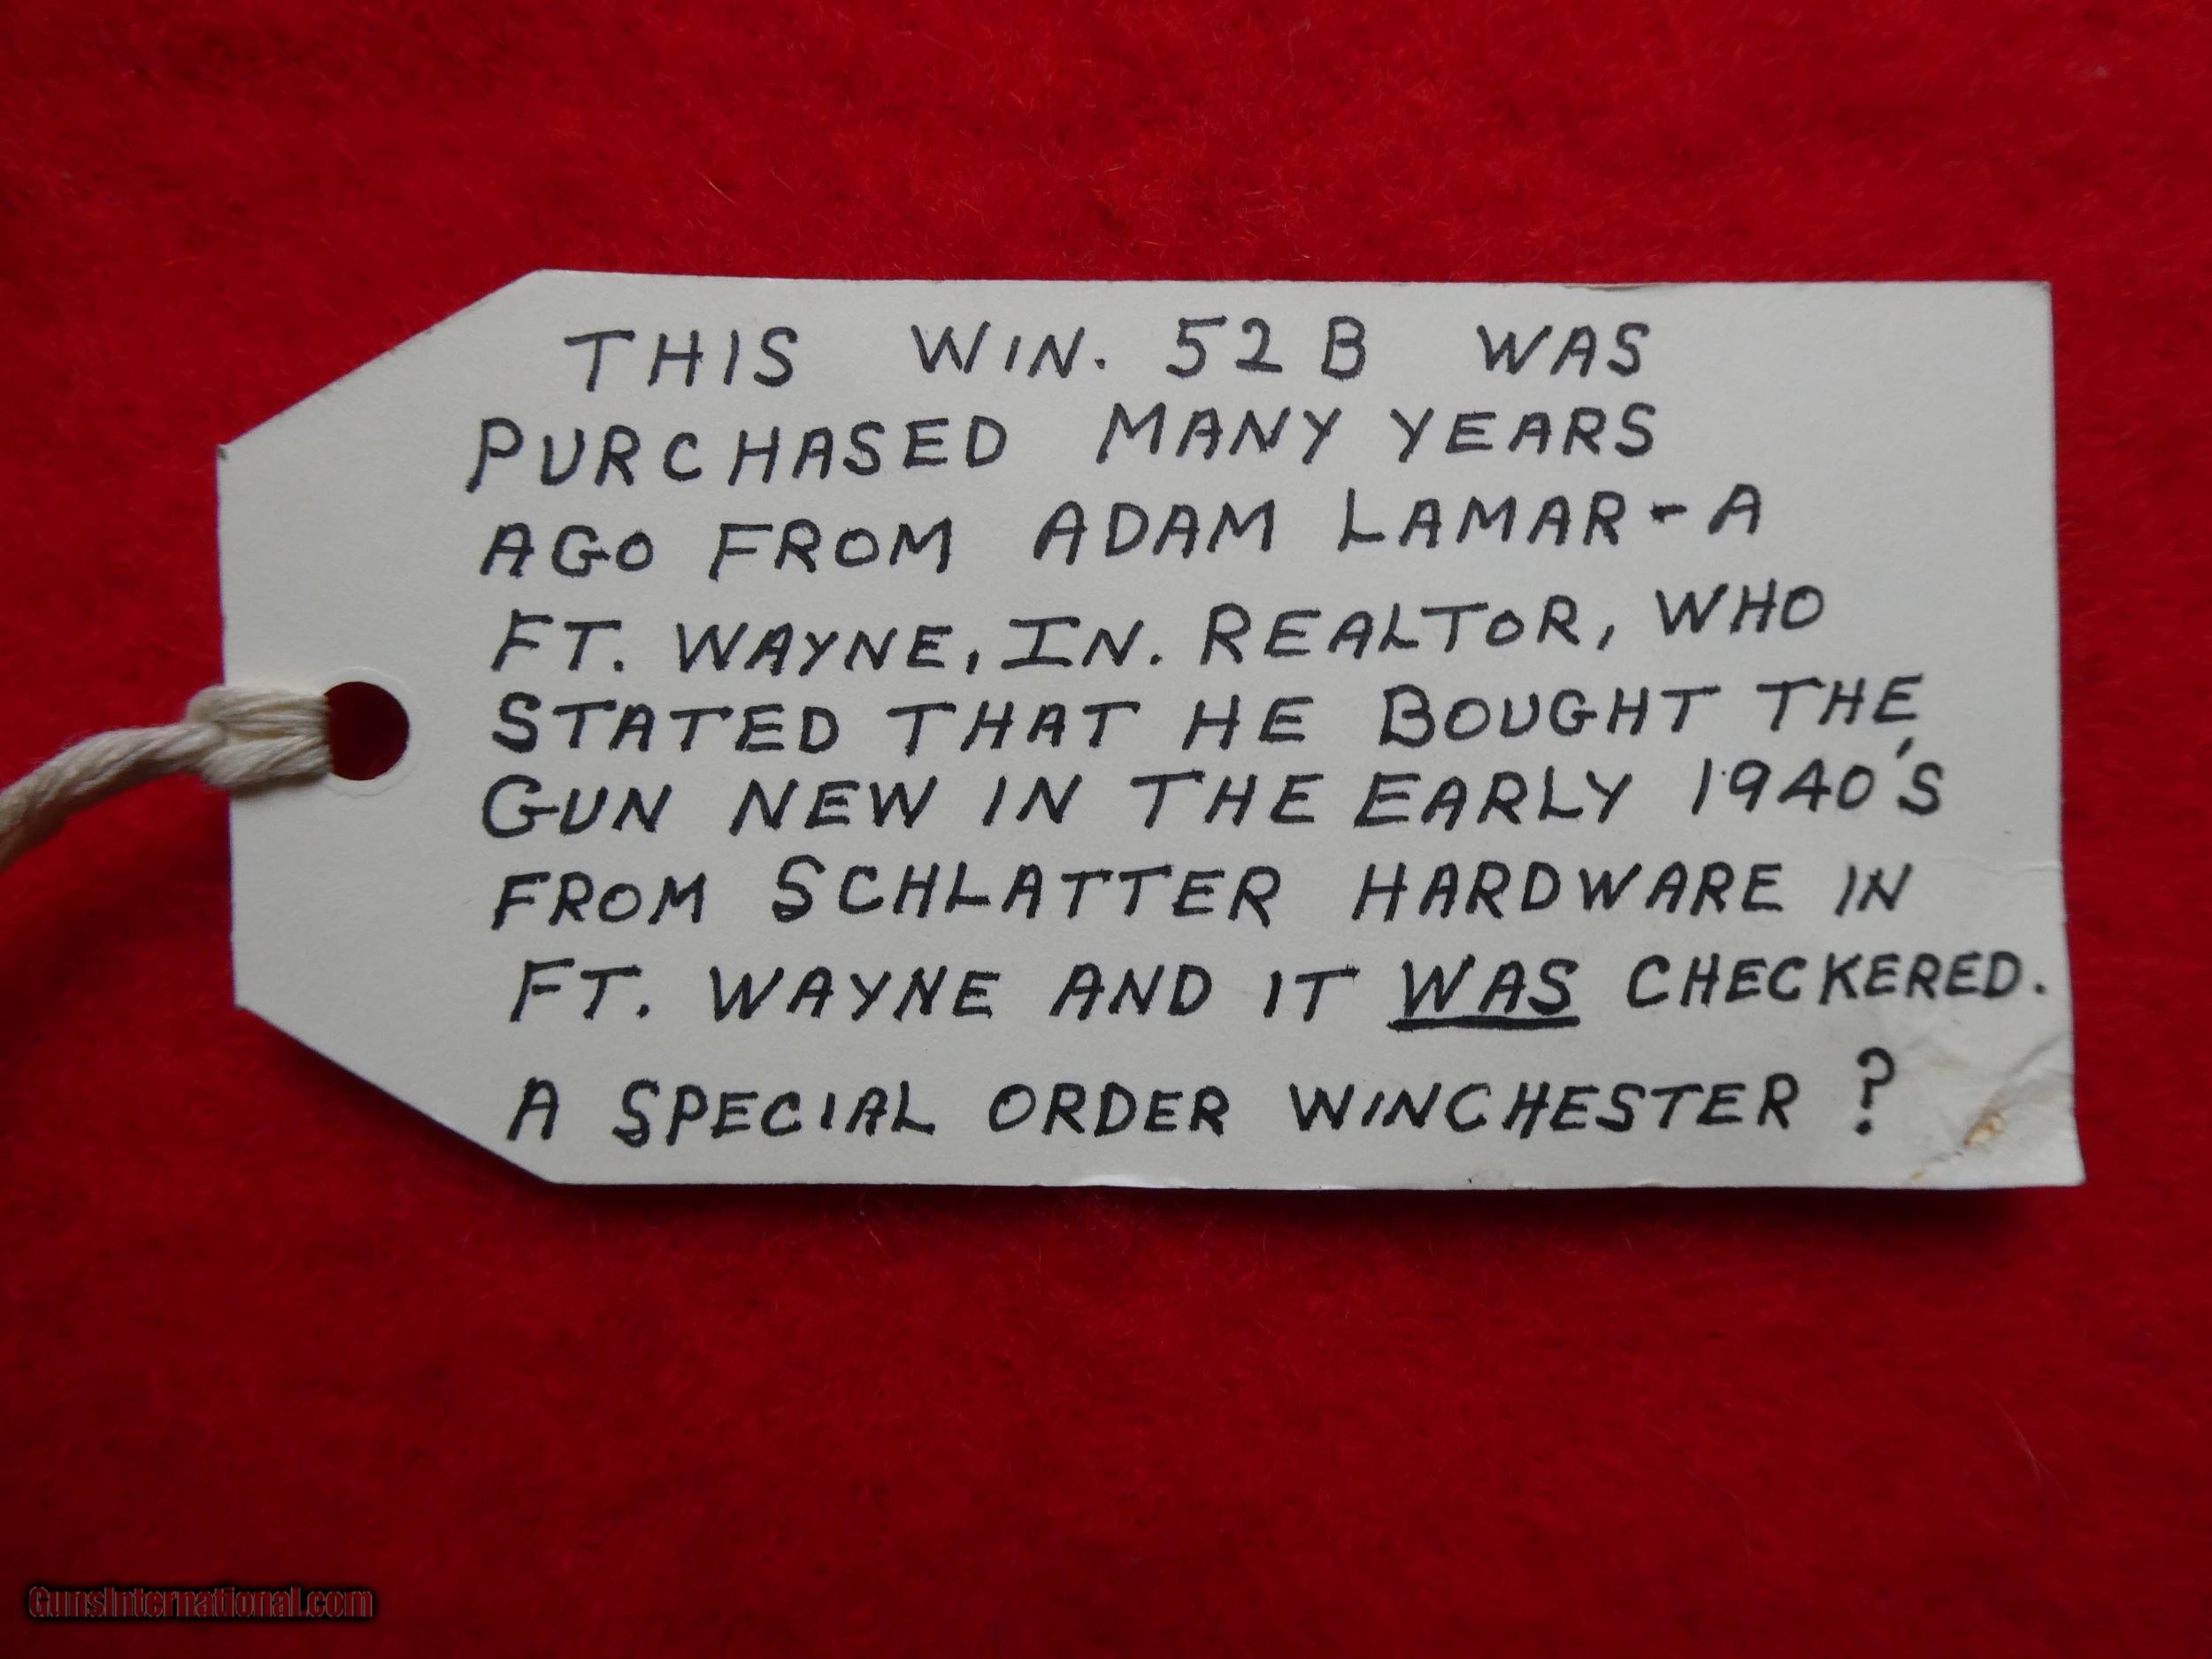 THIS WIN. 52 B WAS
PURCHASED MANY YEARS
AGO FROM ADAM LAMAR - A
FT. WAYNE, IN. REALTOR, WHO
STATED THAT HE BOUGHT THE
GUN NEW IN THE EARLY 1940'S
FROM SCHLATTER HARDWARE IN
FT. WAYNE AND IT WAS CHECKERED.
A SPECIAL ORDER WINCHESTER ?
GunsInternational.com